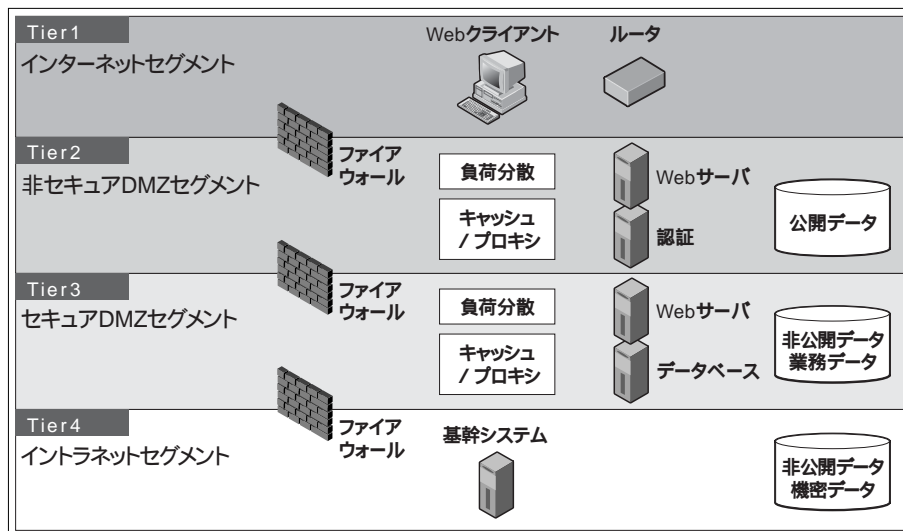 Tier1
インターネットセグメント
Webクライアント
ルータ
ファイア
ウォール
Tier2
非セキュアDMZセグメント
負荷分散
キャッシュ
/ プロキシ
Webサーバ
認証
公開データ
ファイア
ウォール
Tier3
セキュアDMZセグメント
負荷分散
キャッシュ
/ プロキシ
Webサーバ
データベース
非公開データ
業務データ
ファイア
ウォール
Tier4
イントラネットセグメント
基幹システム
非公開データ
機密データ